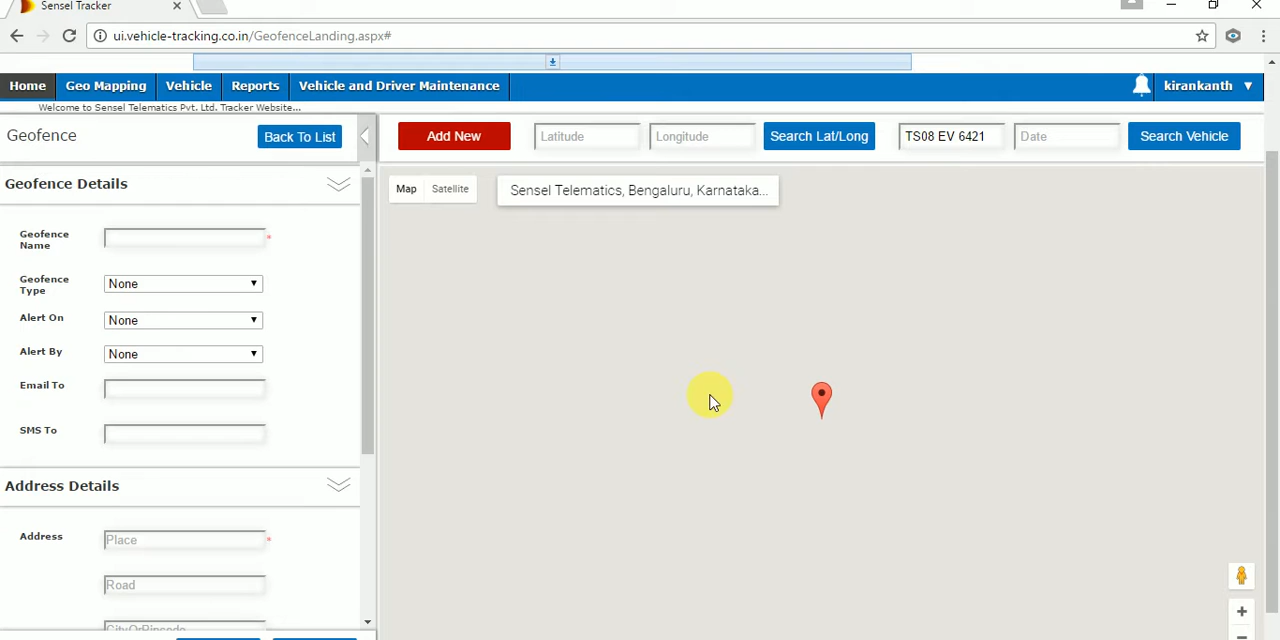 Sensel Tracker
ui.vehicle-tracking.co.in/GeofenceLanding.aspx#
Home Geo Mapping Vehicle Reports Vehicle and Driver Maintenance kirankanth
Welcome to Sensel Telematics Pvt. Ltd. Tracker Website...
Geofence Back To List Add New Latitude Longitude Search Lat/Long TS08 EV 6421 Date Search Vehicle
Geofence Details
Map Satellite Sensel Telematics, Bengaluru, Karnataka...
Geofence Name *
Geofence Type None
Alert On None
Alert By None
Email To
SMS To
Address Details
Address Place *
Road
CityOrPincode